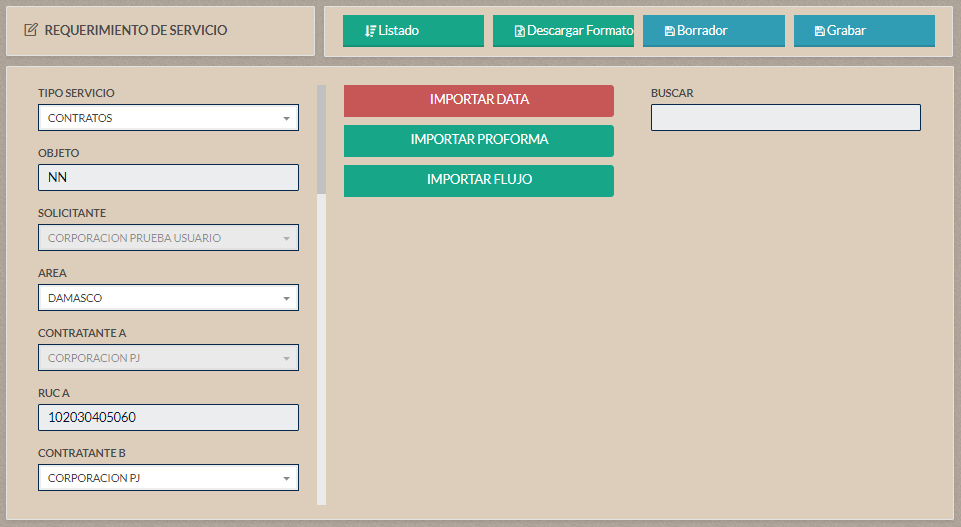 REQUERIMIENTO DE SERVICIO
Listado
Descargar Formato
Borrador
Grabar
TIPO SERVICIO
CONTRATOS
OBJETO
NN
SOLICITANTE
CORPORACION PRUEBA USUARIO
AREA
DAMASCO
CONTRATANTE A
CORPORACION PJ
RUC A
102030405060
CONTRATANTE B
CORPORACION PJ
IMPORTAR DATA
IMPORTAR PROFORMA
IMPORTAR FLUJO
BUSCAR